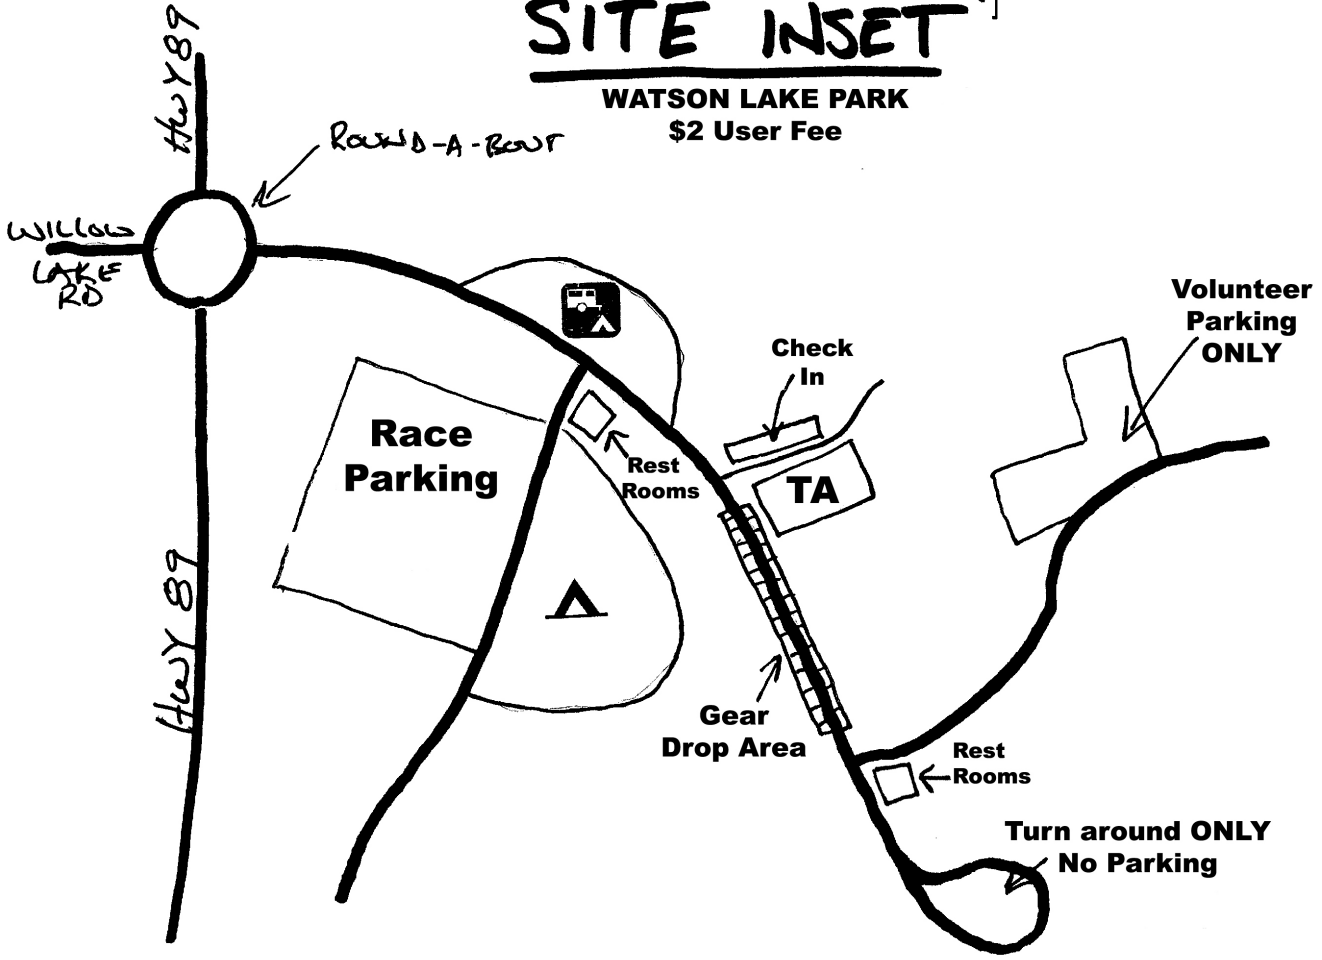 SITE INSET
WATSON LAKE PARK
$2 User Fee
HWY 89
ROUND-A-BOUT
WILLOW
LAKE
RD
Volunteer
Parking
ONLY
Check
In
Race
Parking
Rest
Rooms
TA
HWY 89
Gear
Drop Area
Rest
Rooms
Turn around ONLY
No Parking